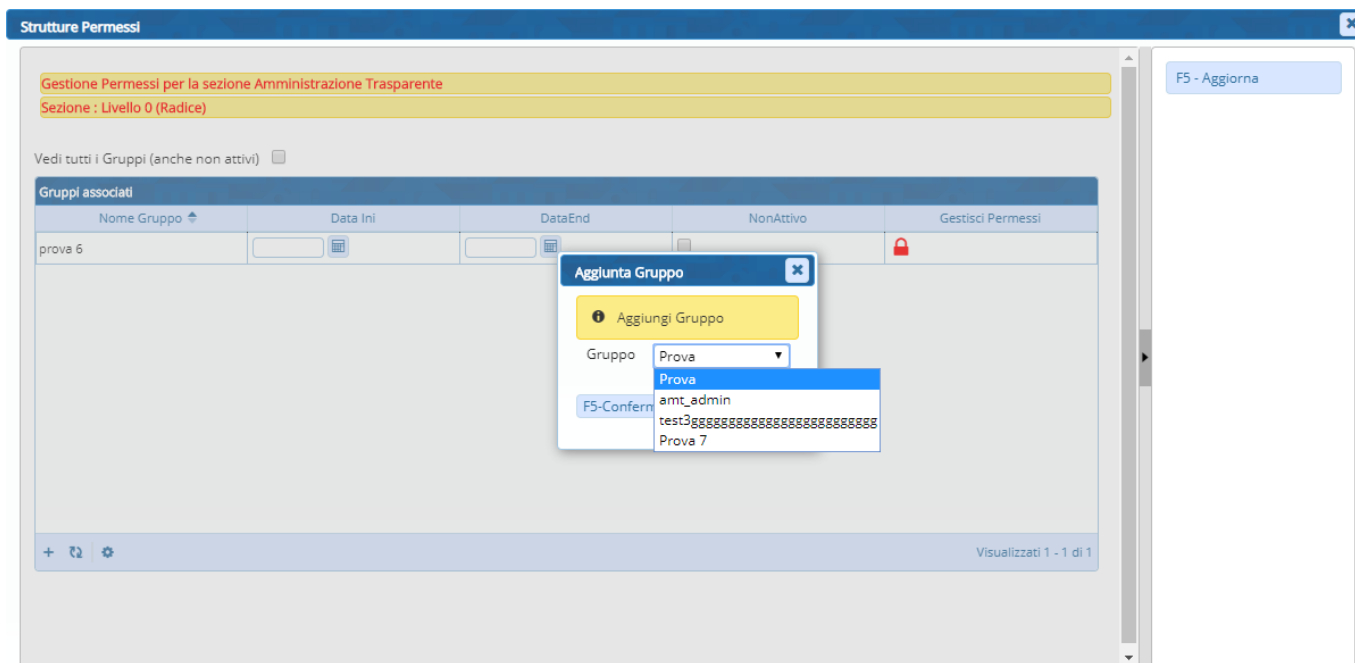 Strutture Permessi
Gestione Permessi per la sezione Amministrazione Trasparente
Sezione : Livello 0 (Radice)
F5 - Aggiorna
Vedi tutti i Gruppi (anche non attivi)
Gruppi associati
Nome Gruppo Data Ini DataEnd NonAttivo Gestisci Permessi
prova 6
Aggiunta Gruppo
Aggiungi Gruppo
Gruppo Prova
Prova
F5-Conferm
amt_admin
test3ggggggggggggggggggggggggg
Prova 7
Visualizzati 1 - 1 di 1